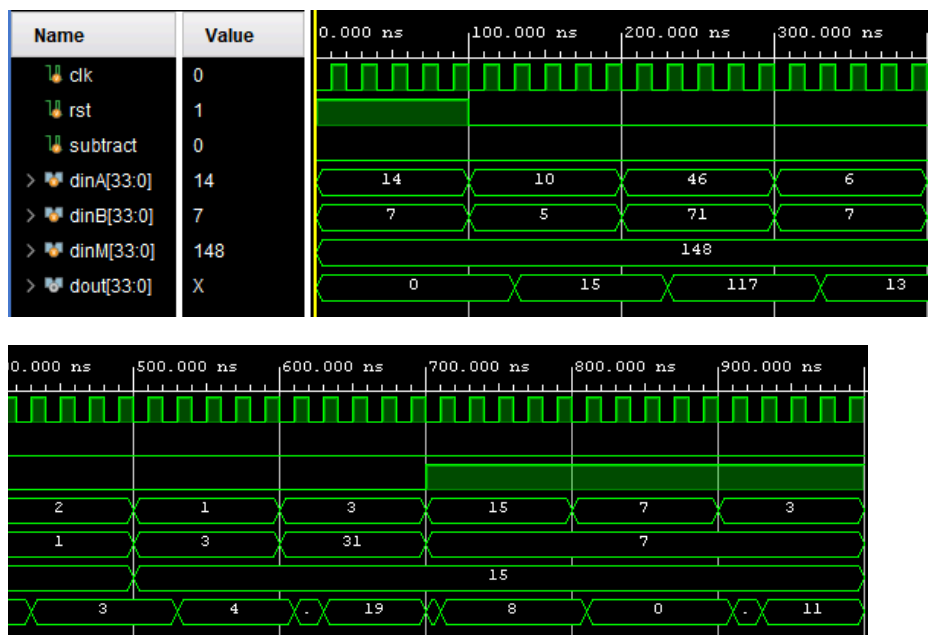 Name Value 0.000 ns 100.000 ns 200.000 ns 300.000 ns
clk 0
rst 1
subtract 0
dinA[33:0] 14 14 10 46 6
dinB[33:0] 7 7 5 71 7
dinM[33:0] 148 148
dout[33:0] X 0 15 117 13
0.000 ns 500.000 ns 600.000 ns 700.000 ns 800.000 ns 900.000 ns
2 1 3 15 7 3
1 3 31 7
15
3 4 . 19 8 0 . 11